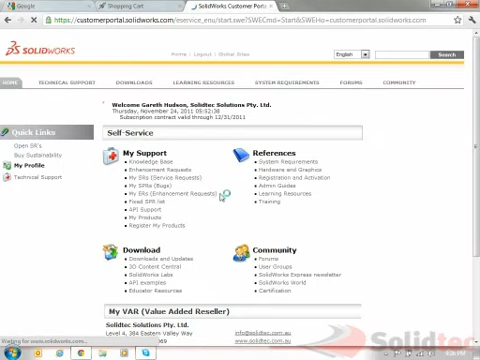 Google
Shopping Cart
SolidWorks Customer Port
https://customerportal.solidworks.com/eservice_enu/start.swe?SWECmd=Start&SWEHo=customerportal.solidworks.com
SOLIDWORKS
Home Logout Global Sites
English
Search
HOME TECHNICAL SUPPORT DOWNLOADS LEARNING RESOURCES SYSTEM REQUIREMENTS FORUMS COMMUNITY
Welcome Gareth Hudson, Solidtec Solutions Pty. Ltd.
Thursday, November 24, 2011 05:52:38
Subscription contract valid through 12/31/2011
Quick Links
Open SR's
Buy Sustainability
My Profile
Technical Support
Self-Service
My Support
Knowledge Base
Enhancement Requests
My SRs (Service Requests)
My SPRs (Bugs)
My ERs (Enhancement Requests)
Fixed SPR list
API Support
My Products
Register My Products
References
System Requirements
Hardware and Graphics
Registration and Activation
Admin Guides
Learning Resources
Training
Download
Downloads and Updates
3D Content Central
SolidWorks Labs
API examples
Educator Resources
Community
Forums
User Groups
SolidWorks Express newsletter
SolidWorks World
Certification
My VAR (Value Added Reseller)
Solidtec Solutions Pty. Ltd.
Level 4, 384 Eastern Valley Way
info@solidtec.com.au
www.solidtec.com.au
Solidtec